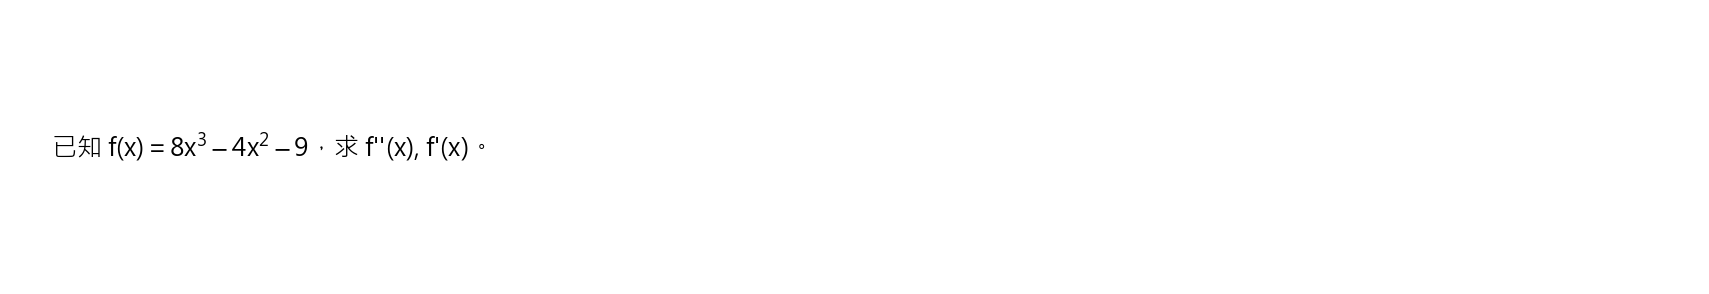 已知 f(x) = 8x³ – 4x² – 9，求 f''(x), f'(x)。